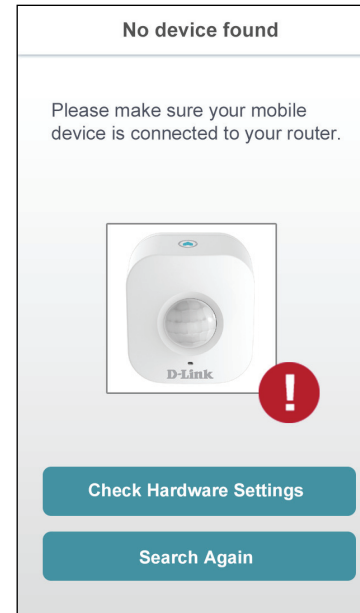 No device found
Please make sure your mobile
device is connected to your router.
D-Link
!
Check Hardware Settings
Search Again